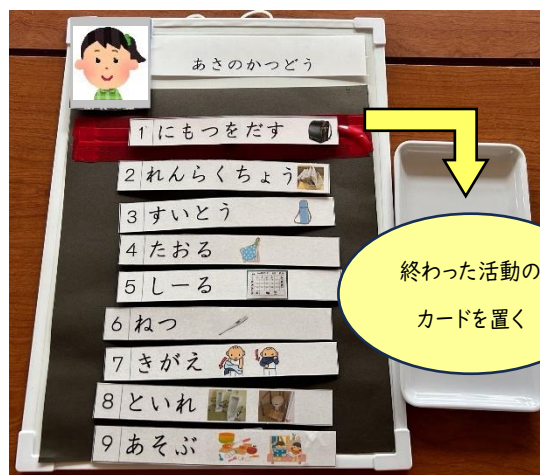 あさのかつどう
1 にもつをだす
2 れんらくちょう
3 すいとう
4 たおる
5 しーる
6 ねつ
7 きがえ
8 といれ
9 あそぶ
終わった活動の
カードを置く